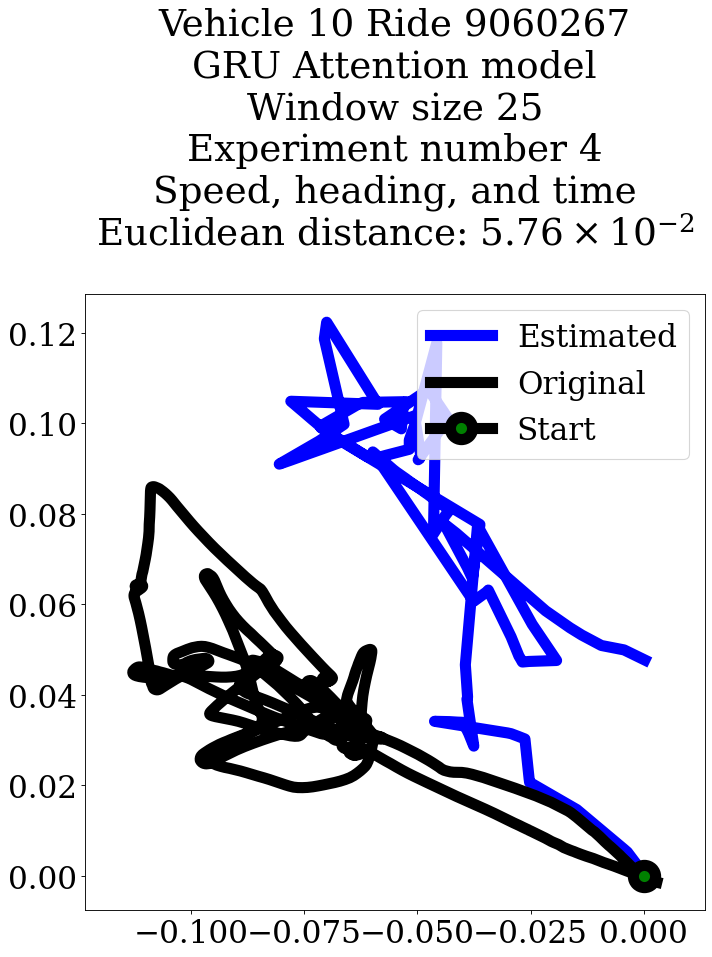 Vehicle 10 Ride 9060267
GRU Attention model
Window size 25
Experiment number 4
Speed, heading, and time
Euclidean distance: 5.76 × 10⁻²
Estimated
Original
Start
0.12
0.10
0.08
0.06
0.04
0.02
0.00
−0.100 −0.075 −0.050 −0.025 0.000